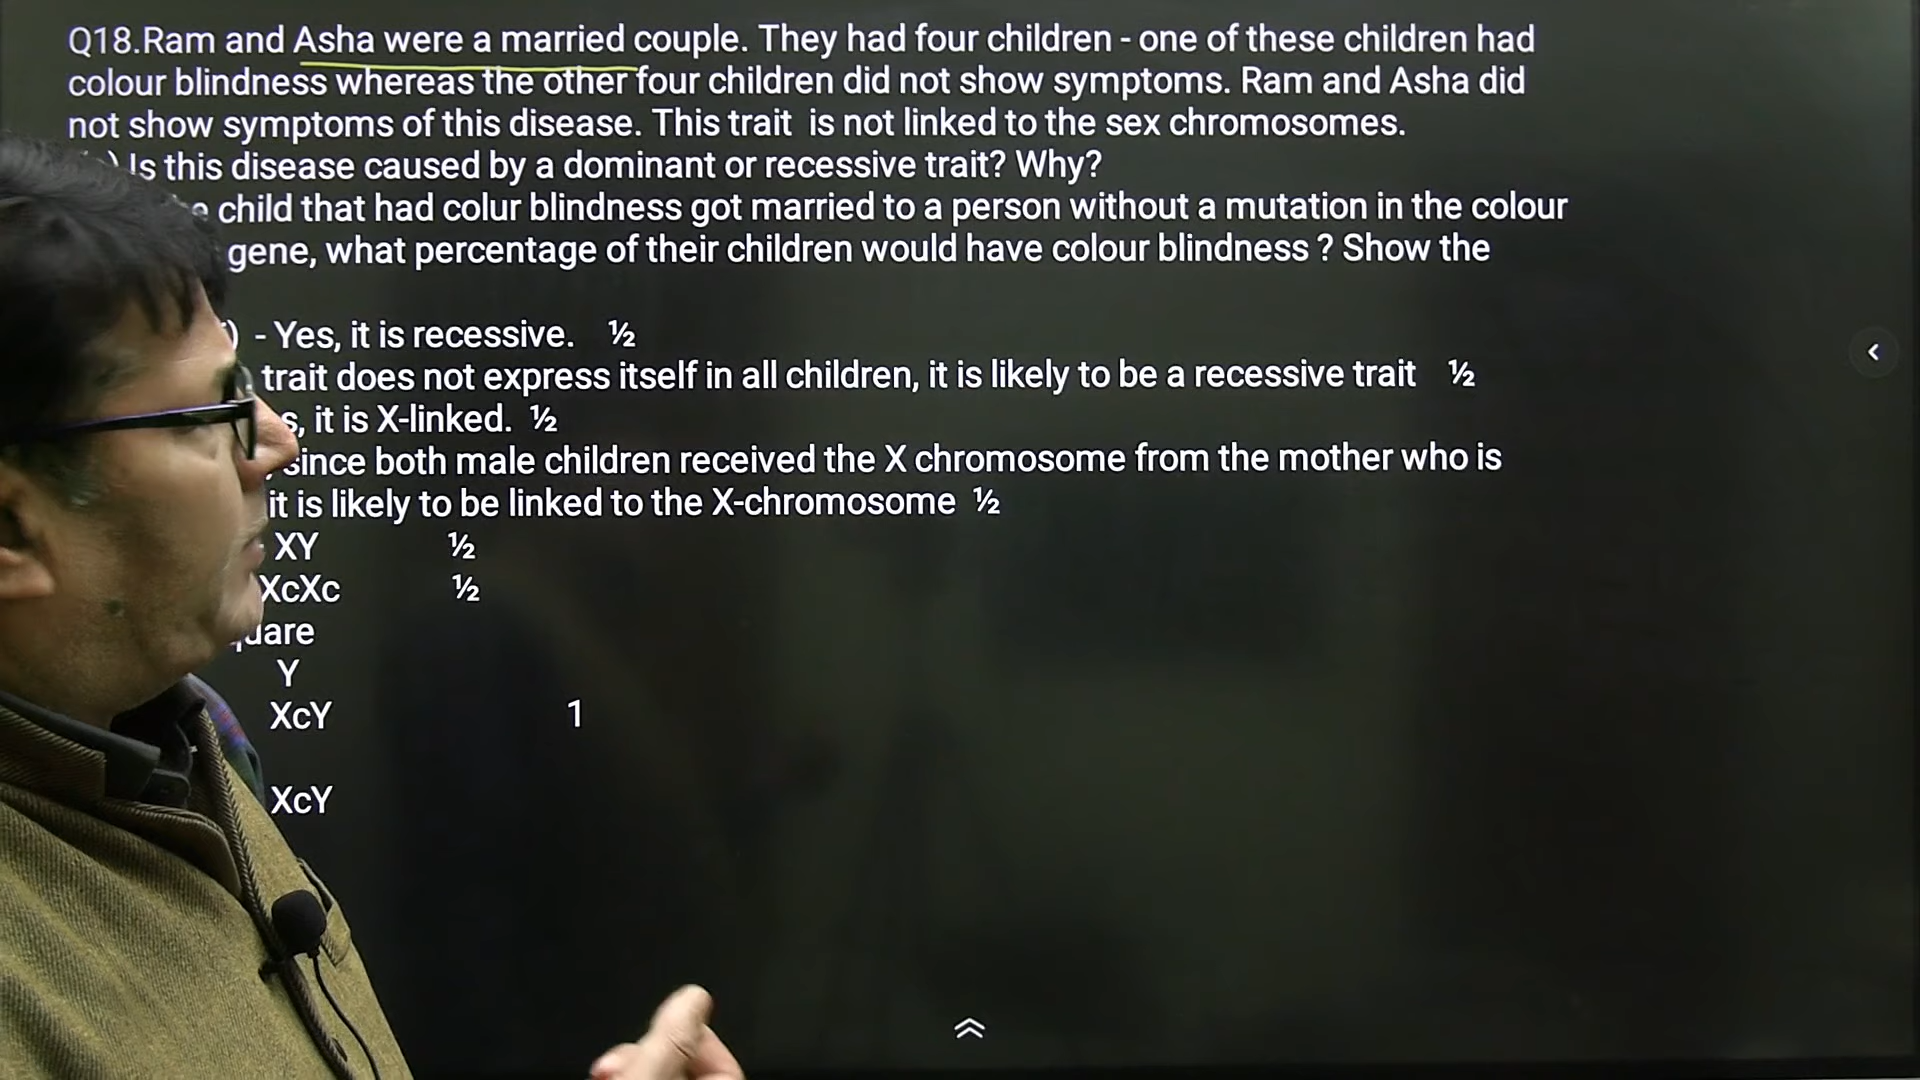 Q18.Ram and Asha were a married couple. They had four children - one of these children had
colour blindness whereas the other four children did not show symptoms. Ram and Asha did
not show symptoms of this disease. This trait is not linked to the sex chromosomes.
Is this disease caused by a dominant or recessive trait? Why?
child that had colur blindness got married to a person without a mutation in the colour
gene, what percentage of their children would have colour blindness ? Show the
- Yes, it is recessive. ½
trait does not express itself in all children, it is likely to be a recessive trait ½
it is X-linked. ½
since both male children received the X chromosome from the mother who is
it is likely to be linked to the X-chromosome ½
XY ½
XcXc ½
Y
XcY 1
XcY